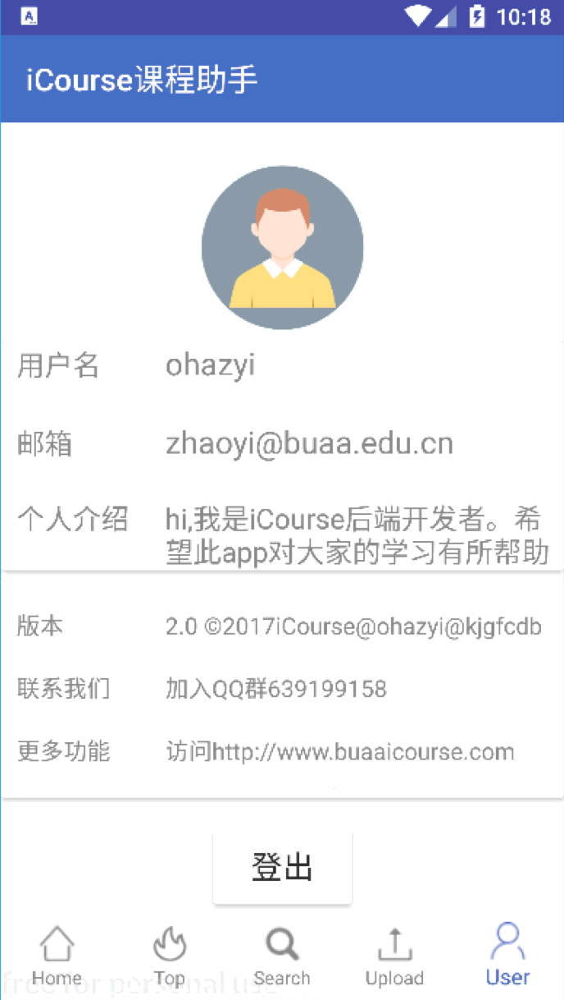 A
10:18
iCourse课程助手
用户名 ohazyi
邮箱 zhaoyi@buaa.edu.cn
个人介绍 hi,我是iCourse后端开发者。希
望此app对大家的学习有所帮助
版本 2.0 ©2017iCourse@ohazyi@kjgfcdb
联系我们 加入QQ群639199158
更多功能 访问http://www.buaaicourse.com
登出
Home Top Search Upload User
free for personal use